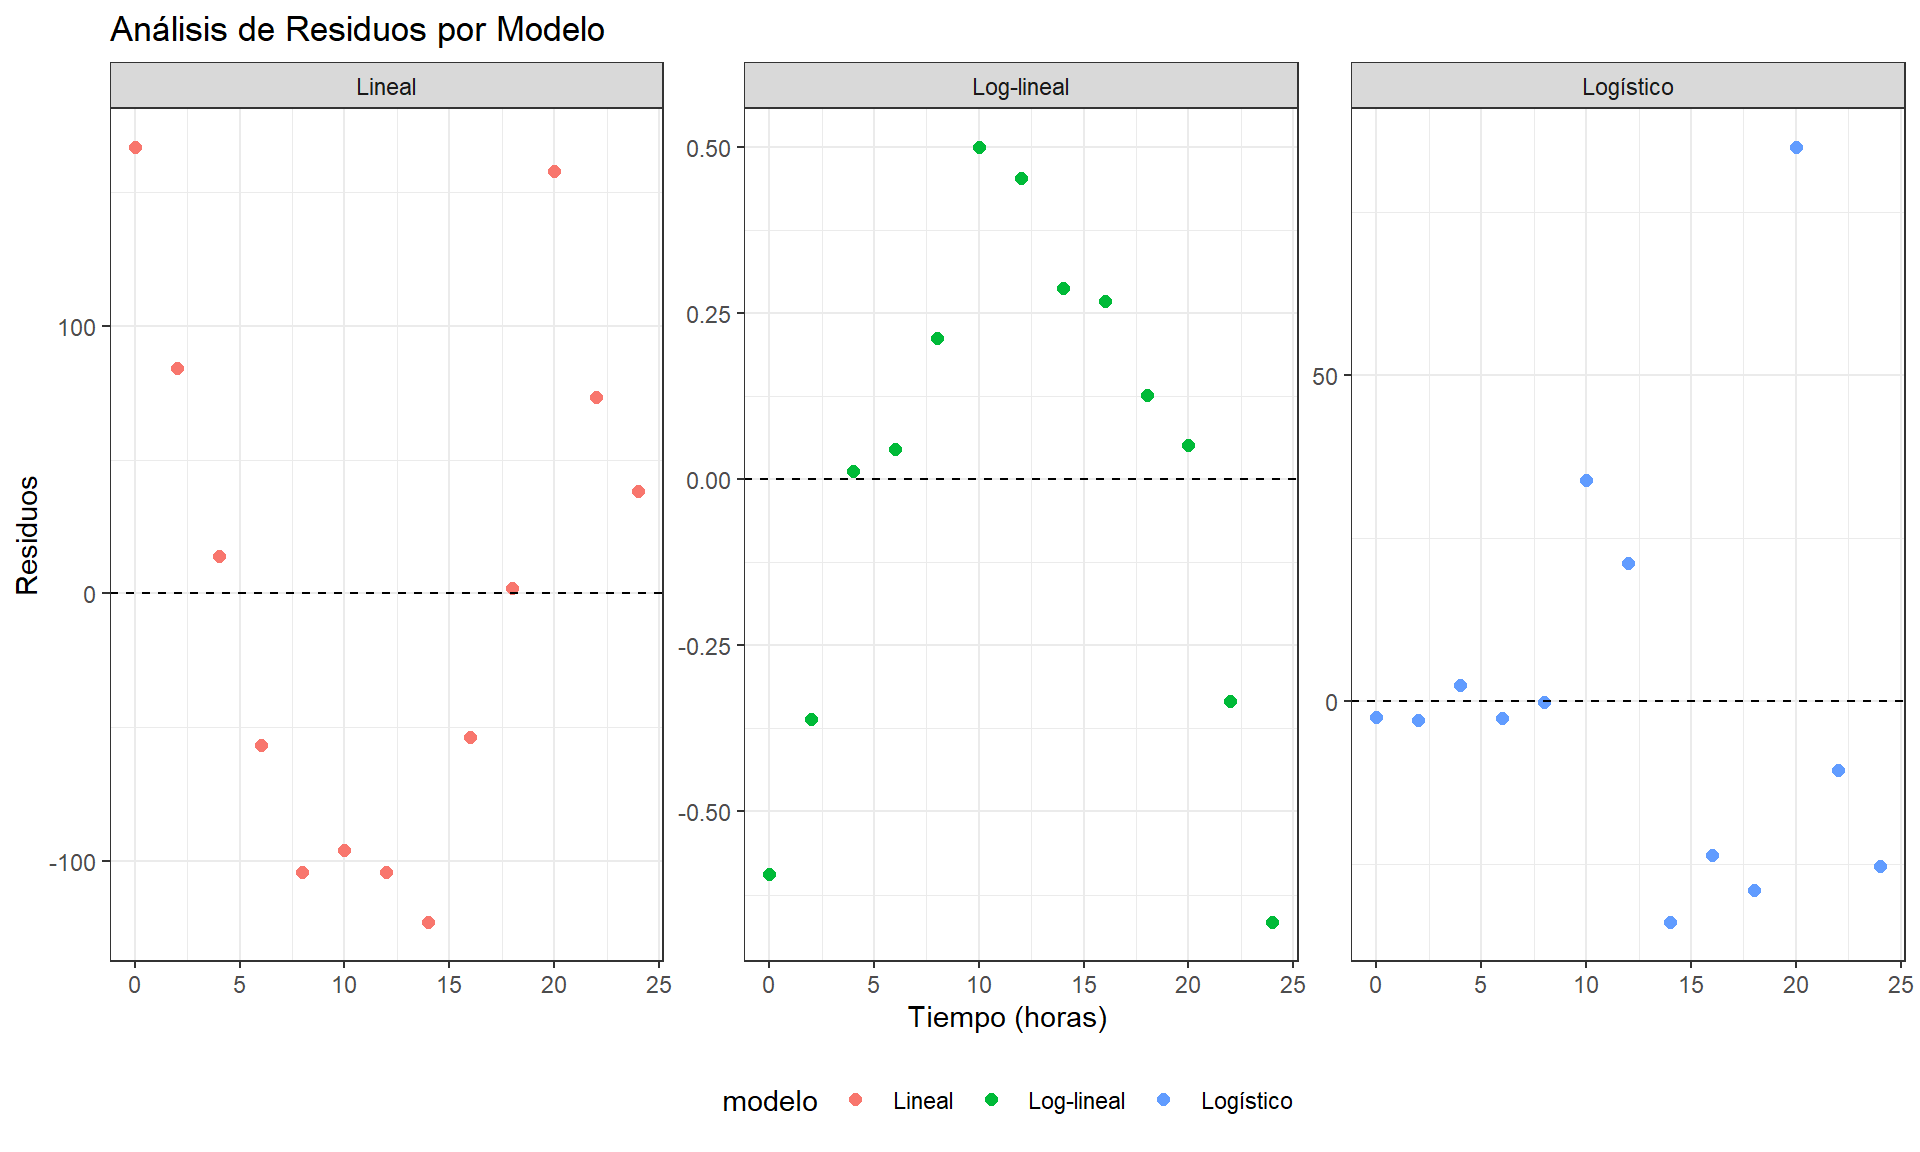 Análisis de Residuos por Modelo
Lineal
Log-lineal
Logístico
Residuos
100
0
-100
0.50
0.25
0.00
-0.25
-0.50
50
0
0 5 10 15 20 25
0 5 10 15 20 25
0 5 10 15 20 25
Tiempo (horas)
modelo Lineal Log-lineal Logístico